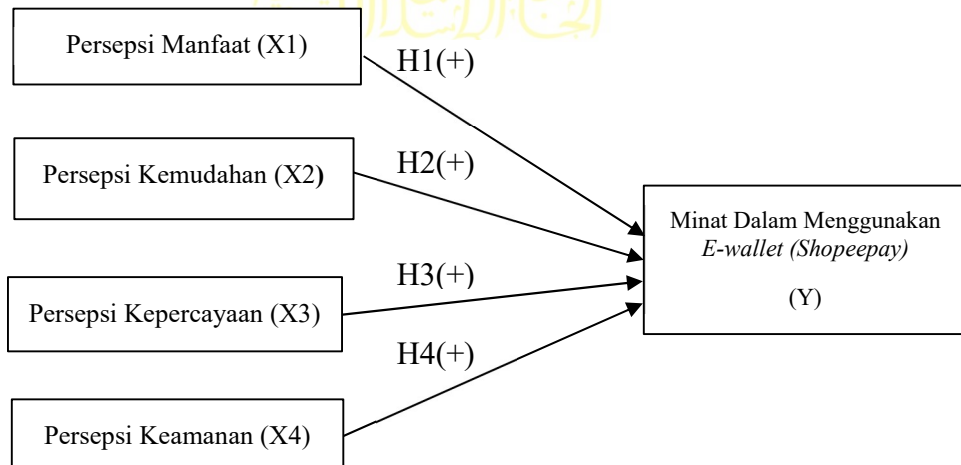 Persepsi Manfaat (X1)
H1(+)
Persepsi Kemudahan (X2)
H2(+)
Minat Dalam Menggunakan
E-wallet (Shopeepay)
(Y)
Persepsi Kepercayaan (X3)
H3(+)
H4(+)
Persepsi Keamanan (X4)